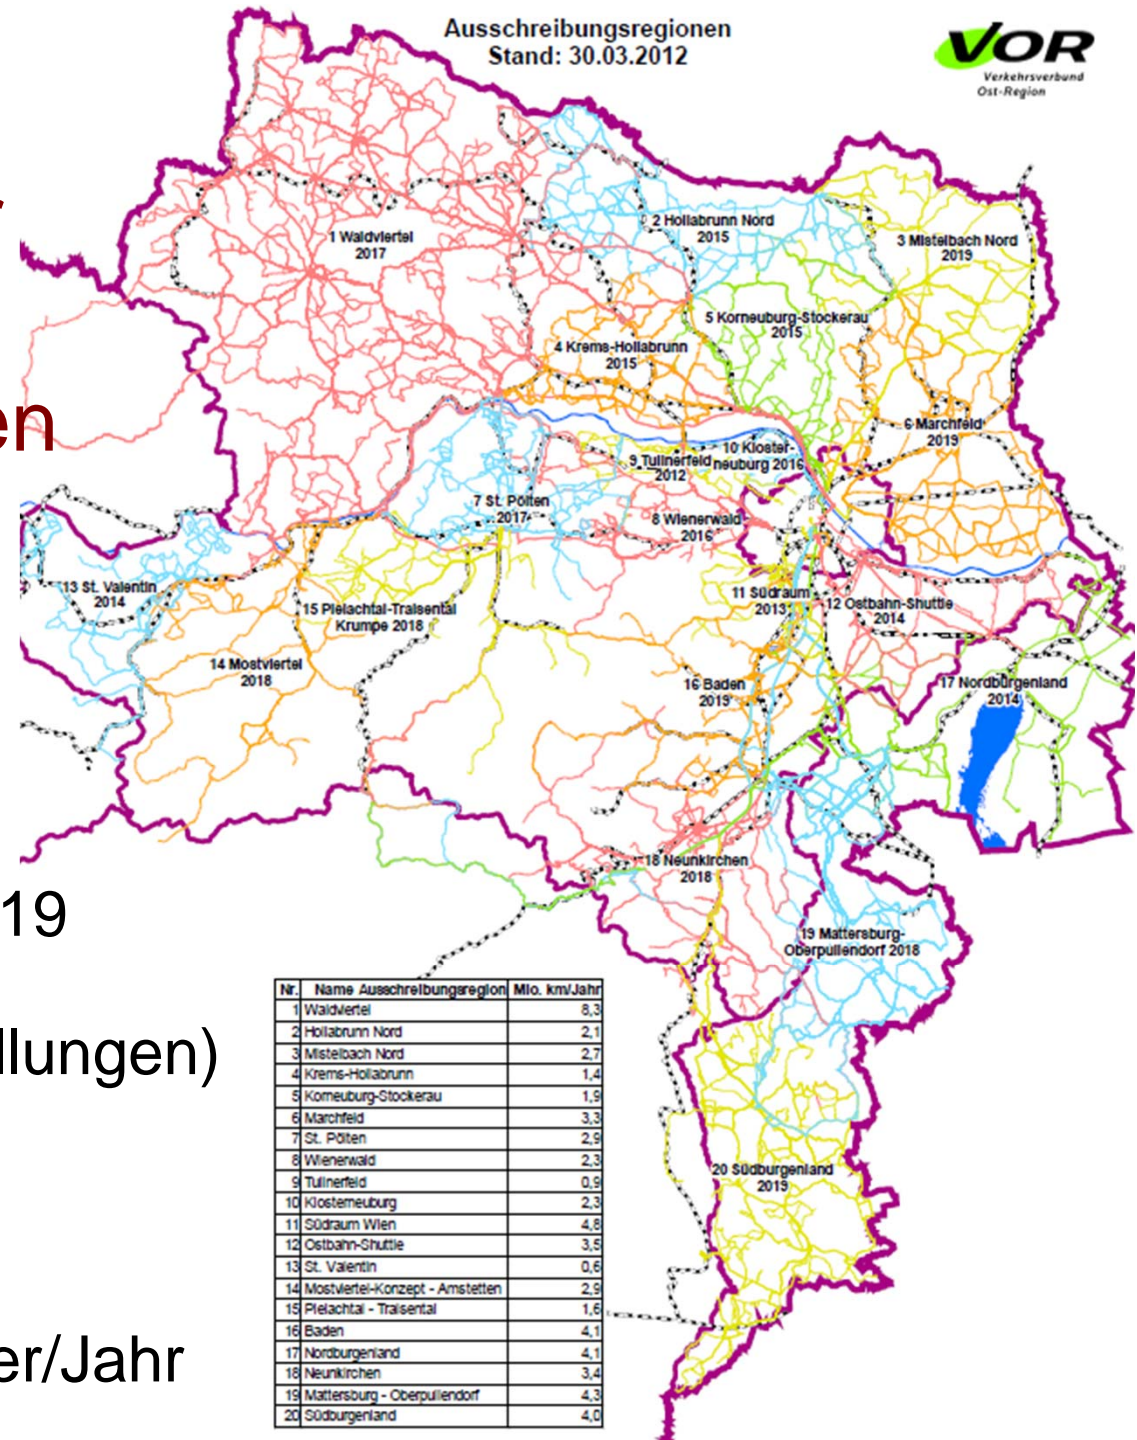 Ausschreibungsregionen
Stand: 30.03.2012
VOR
Verkehrsverbund
Ost-Region
en
19
llungen)
er/Jahr
1 Waldviertel
2017
2 Hollabrunn Nord
2015
3 Mistelbach Nord
2019
4 Krems-Hollabrunn
2015
5 Korneuburg-Stockerau
2015
6 Marchfeld
2019
7 St. Pölten
2017
8 Wienerwald
2016
9 Tullnerfeld
2012
10 Kloster-
neuburg 2016
11 Südraum
2013
12 Ostbahn-Shuttle
2014
13 St. Valentin
2014
14 Mostviertel
2018
15 Pielachtal-Traisental
Krumpe 2018
16 Baden
2019
17 Nordburgenland
2014
18 Neunkirchen
2018
19 Mattersburg-
Oberpullendorf 2018
20 Südburgenland
2019
Nr. Name Ausschreibungsregion Mio. km/Jahr
1 Waldviertel 8,3
2 Hollabrunn Nord 2,1
3 Mistelbach Nord 2,7
4 Krems-Hollabrunn 1,4
5 Korneuburg-Stockerau 1,9
6 Marchfeld 3,3
7 St. Pölten 2,9
8 Wienerwald 2,3
9 Tullnerfeld 0,9
10 Klosterneuburg 2,3
11 Südraum Wien 4,8
12 Ostbahn-Shuttle 3,5
13 St. Valentin 0,6
14 Mostviertel-Konzept - Amstetten 2,9
15 Pielachtal - Traisental 1,6
16 Baden 4,1
17 Nordburgenland 4,1
18 Neunkirchen 3,4
19 Mattersburg - Oberpullendorf 4,3
20 Südburgenland 4,0